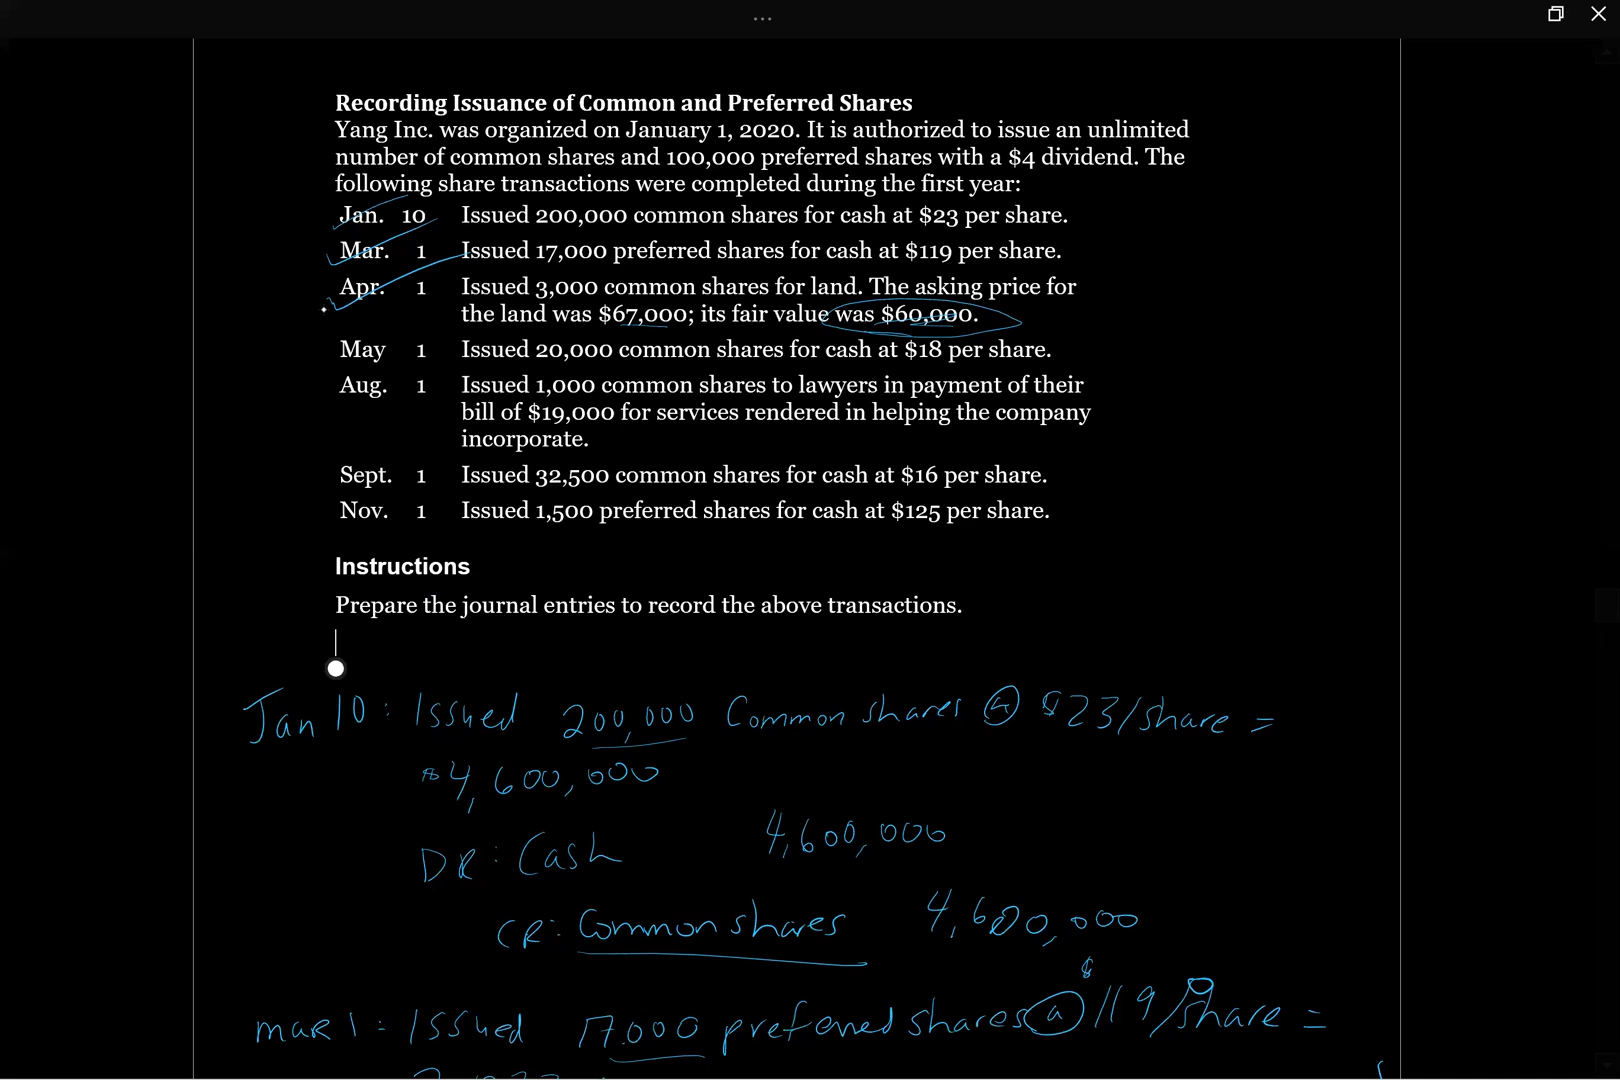 Recording Issuance of Common and Preferred Shares
Yang Inc. was organized on January 1, 2020. It is authorized to issue an unlimited
number of common shares and 100,000 preferred shares with a $4 dividend. The
following share transactions were completed during the first year:
Jan. 10 Issued 200,000 common shares for cash at $23 per share.
Mar. 1 Issued 17,000 preferred shares for cash at $119 per share.
Apr. 1 Issued 3,000 common shares for land. The asking price for
the land was $67,000; its fair value was $60,000.
May 1 Issued 20,000 common shares for cash at $18 per share.
Aug. 1 Issued 1,000 common shares to lawyers in payment of their
bill of $19,000 for services rendered in helping the company
incorporate.
Sept. 1 Issued 32,500 common shares for cash at $16 per share.
Nov. 1 Issued 1,500 preferred shares for cash at $125 per share.
Instructions
Prepare the journal entries to record the above transactions.
Jan 10: Issued 200,000 Common shares @ $23/share =
$4,600,000
DR: Cash 4,600,000
CR: Common shares 4,600,000
mar 1: Issued 17,000 preferred shares @ $119/share =